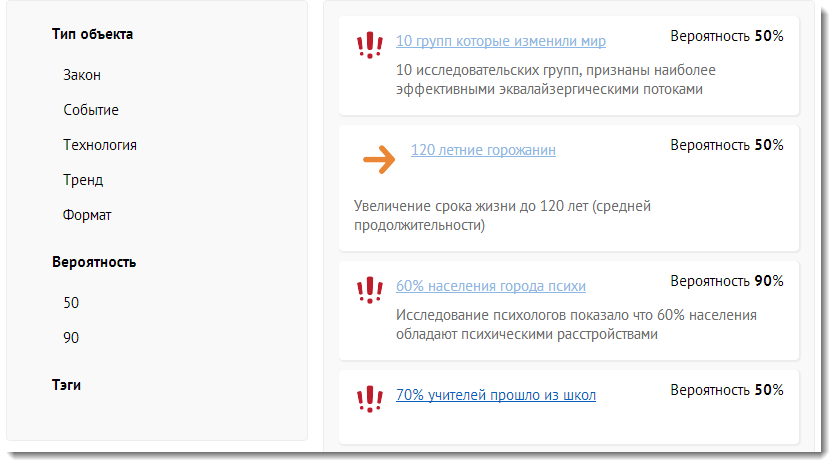 Тип объекта
Закон
Событие
Технология
Тренд
Формат
Вероятность
50
90
Тэги
10 групп которые изменили мир
Вероятность 50%
10 исследовательских групп, признаны наиболее
эффективными эквалайзергическими потоками
120 летние горожанин
Вероятность 50%
Увеличение срока жизни до 120 лет (средней
продолжительности)
60% населения города психи
Вероятность 90%
Исследование психологов показало что 60% населения
обладают психическими расстройствами
70% учителей прошло из школ
Вероятность 50%